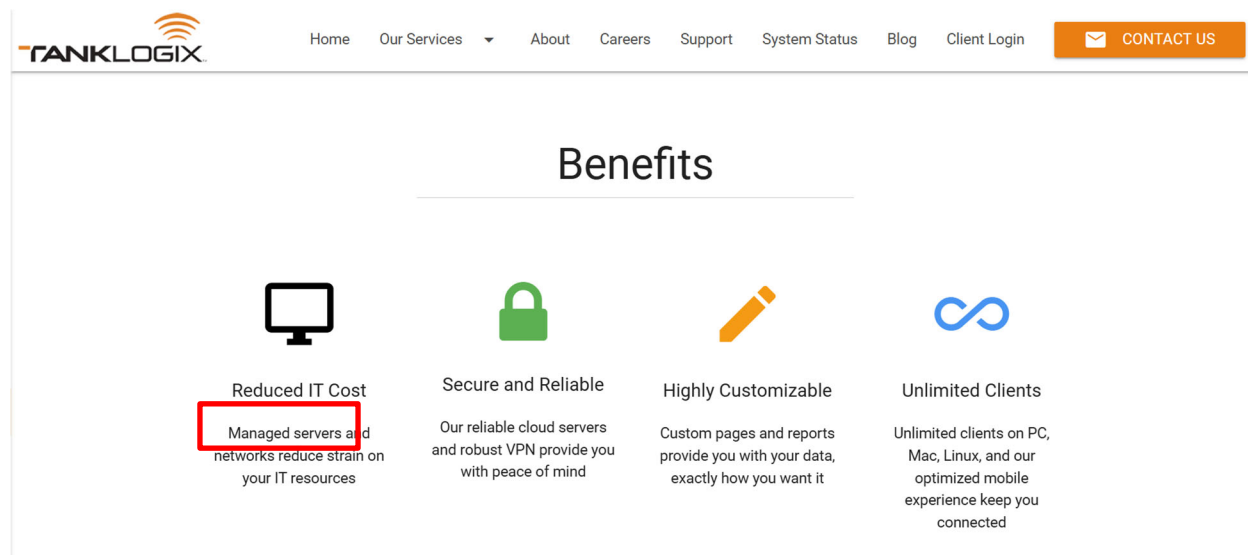 TANKLOGIX
Home Our Services About Careers Support System Status Blog Client Login CONTACT US
Benefits
Reduced IT Cost
Managed servers and
networks reduce strain on
your IT resources
Secure and Reliable
Our reliable cloud servers
and robust VPN provide you
with peace of mind
Highly Customizable
Custom pages and reports
provide you with your data,
exactly how you want it
Unlimited Clients
Unlimited clients on PC,
Mac, Linux, and our
optimized mobile
experience keep you
connected